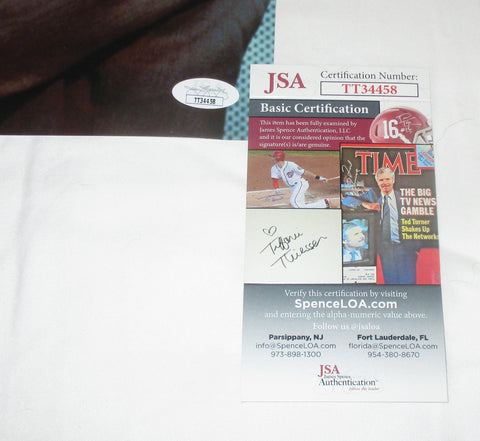 TT34458
JSA
Certification Number:
TT34458
Basic Certification
This item has been fully examined by
James Spence Authentication, LLC
and it is our considered opinion that the
signature(s) is/are genuine.
16
TIME
THE BIG
TV NEWS
GAMBLE
Ted Turner
Shakes Up
The Networks
Tiffani
Thiessen
Verify this certification by visiting
SpenceLOA.com
and entering the alpha-numeric value above.
Follow us @jsaloa
Parsippany, NJ
info@SpenceLOA.com
973-898-1300
Fort Lauderdale, FL
florida@SpenceLOA.com
954-380-8670
JSA
James Spence
Authentication